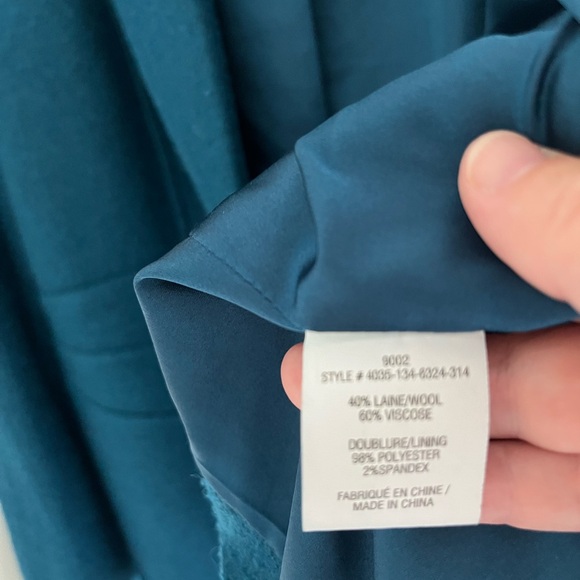 9002
STYLE # 4035-134-6324-314
40% LAINE/WOOL
60% VISCOSE
DOUBLURE/LINING
98% POLYESTER
2%SPANDEX
FABRIQUÉ EN CHINE /
MADE IN CHINA